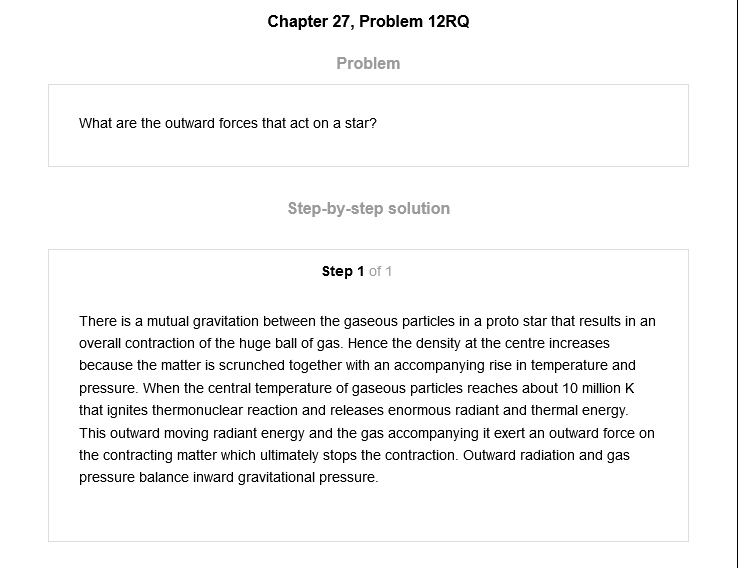 Chapter 27, Problem 12RQ
Problem
What are the outward forces that act on a star?
Step-by-step solution
Step 1 of 1
There is a mutual gravitation between the gaseous particles in a proto star that results in an
overall contraction of the huge ball of gas. Hence the density at the centre increases
because the matter is scrunched together with an accompanying rise in temperature and
pressure. When the central temperature of gaseous particles reaches about 10 million K
that ignites thermonuclear reaction and releases enormous radiant and thermal energy.
This outward moving radiant energy and the gas accompanying it exert an outward force on
the contracting matter which ultimately stops the contraction. Outward radiation and gas
pressure balance inward gravitational pressure.